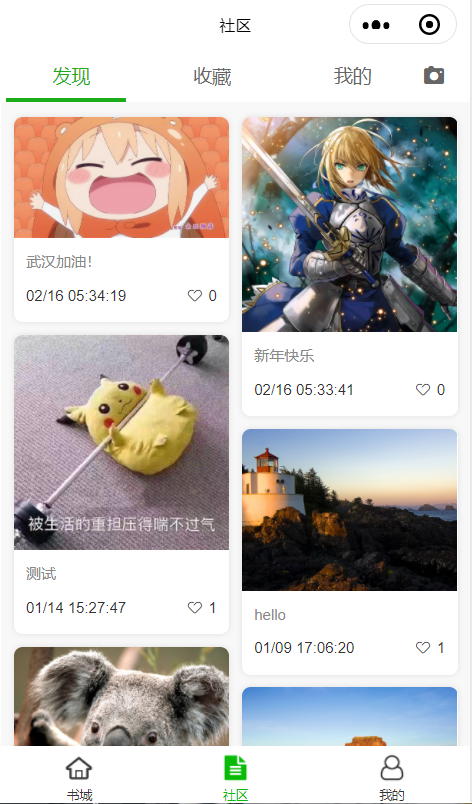 社区
发现
收藏
我的
武汉加油！
02/16 05:34:19
0
新年快乐
02/16 05:33:41
0
被生活的重担压得喘不过气
测试
01/14 15:27:47
1
hello
01/09 17:06:20
1
书城
社区
我的